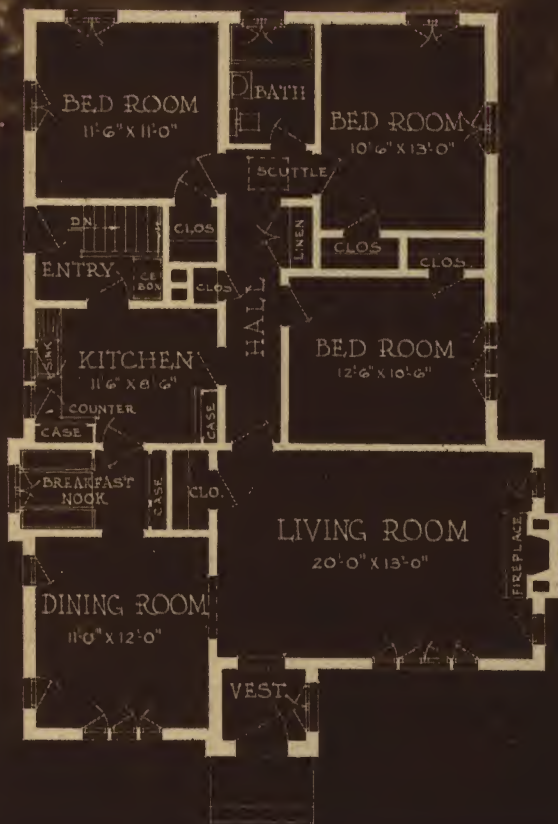 BED ROOM
11'-6" X 11'-0"
BATH
BED ROOM
10'-6" X 13'-0"
SCUTTLE
DN.
CLOS
LINEN
CLOS
CLOS.
ENTRY
ICE
BOX
CLOS
HALL
KITCHEN
11'-6" X 8'-6"
SINK
COUNTER
CASE
CASE
BED ROOM
12'-6" X 10'-6"
BREAKFAST
NOOK
CASE
CLO.
LIVING ROOM
20'-0" X 13'-0"
FIREPLACE
DINING ROOM
11'-0" X 12'-0"
VEST.